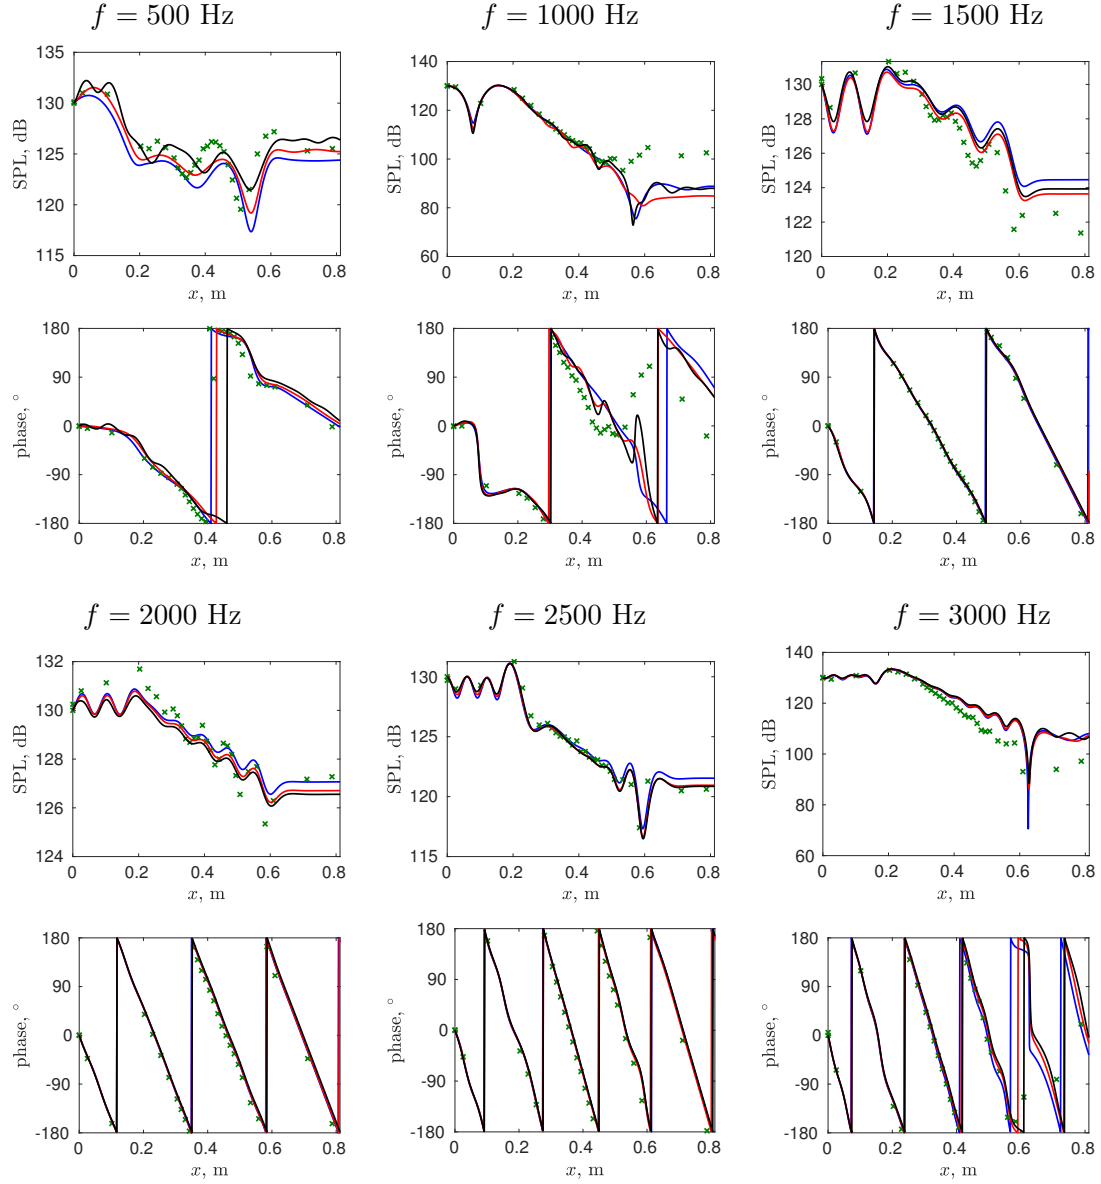 f = 500 Hz
f = 1000 Hz
f = 1500 Hz
135
130
125
120
115
SPL, dB
0 0.2 0.4 0.6 0.8
x, m
140
120
100
80
60
SPL, dB
0 0.2 0.4 0.6 0.8
x, m
130
128
126
124
122
120
SPL, dB
0 0.2 0.4 0.6 0.8
x, m
180
90
0
-90
-180
phase, °
0 0.2 0.4 0.6 0.8
x, m
180
90
0
-90
-180
phase, °
0 0.2 0.4 0.6 0.8
x, m
180
90
0
-90
-180
phase, °
0 0.2 0.4 0.6 0.8
x, m
f = 2000 Hz
f = 2500 Hz
f = 3000 Hz
132
130
128
126
124
SPL, dB
0 0.2 0.4 0.6 0.8
x, m
130
125
120
115
SPL, dB
0 0.2 0.4 0.6 0.8
x, m
140
120
100
80
60
SPL, dB
0 0.2 0.4 0.6 0.8
x, m
180
90
0
-90
-180
phase, °
0 0.2 0.4 0.6 0.8
x, m
180
90
0
-90
-180
phase, °
0 0.2 0.4 0.6 0.8
x, m
180
90
0
-90
-180
phase, °
0 0.2 0.4 0.6 0.8
x, m